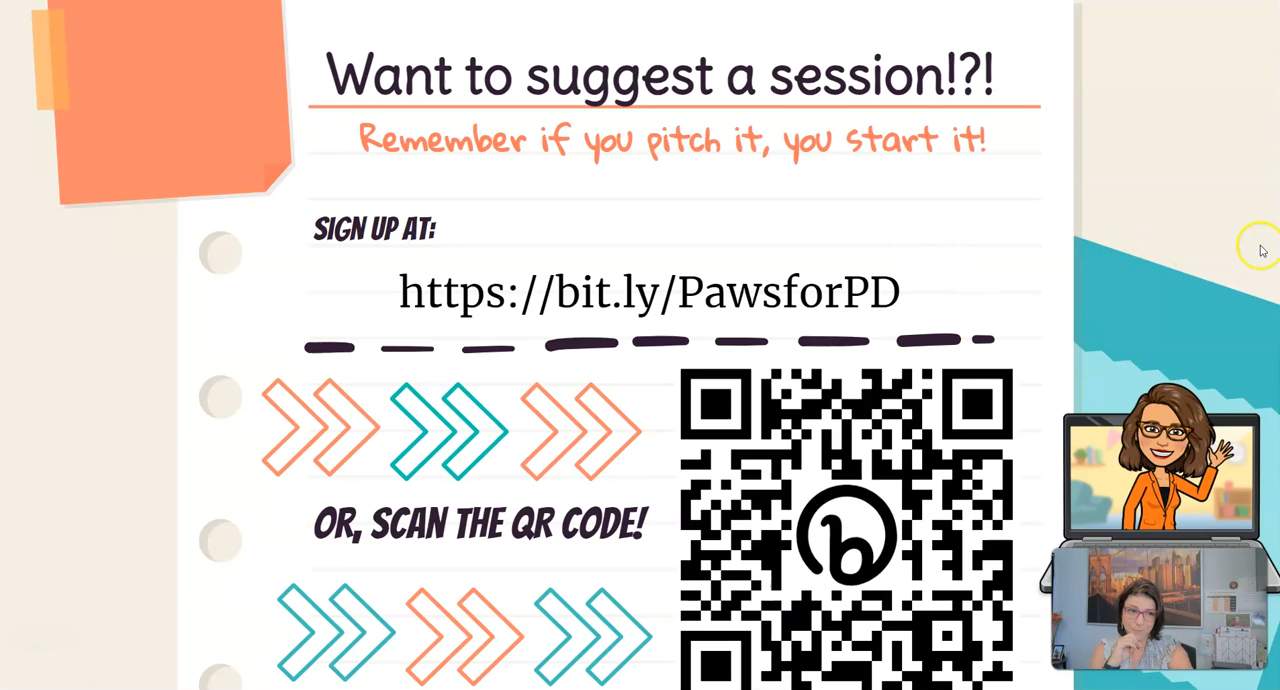 Want to suggest a session!?!
Remember if you pitch it, you start it!
SIGN UP AT:
https://bit.ly/PawsforPD
OR, SCAN THE QR CODE!
b